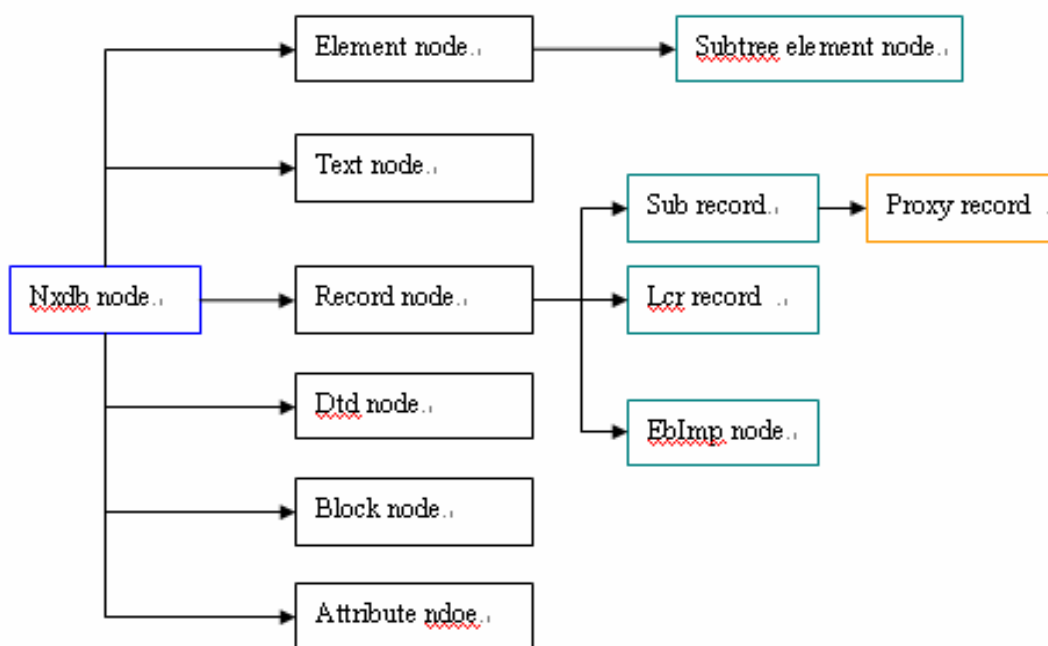 Element node
Subtree element node
Text node
Sub record
Proxy record
Nxdb node
Record node
Lcr record
Dtd node
EbImp node
Block node
Attribute ndoe